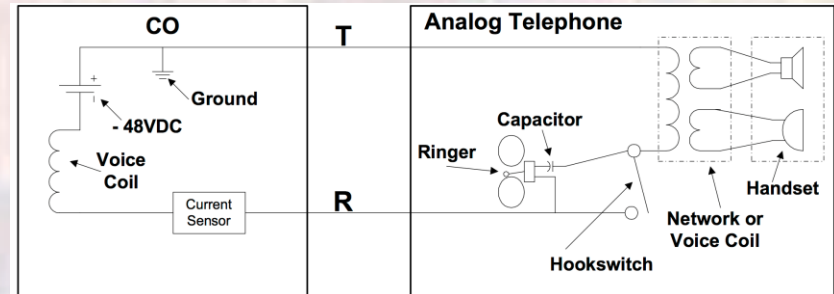 CO
T
Analog Telephone
+
-
Ground
- 48VDC
Voice
Coil
Capacitor
Ringer
Current
Sensor
R
Handset
Network or
Voice Coil
Hookswitch